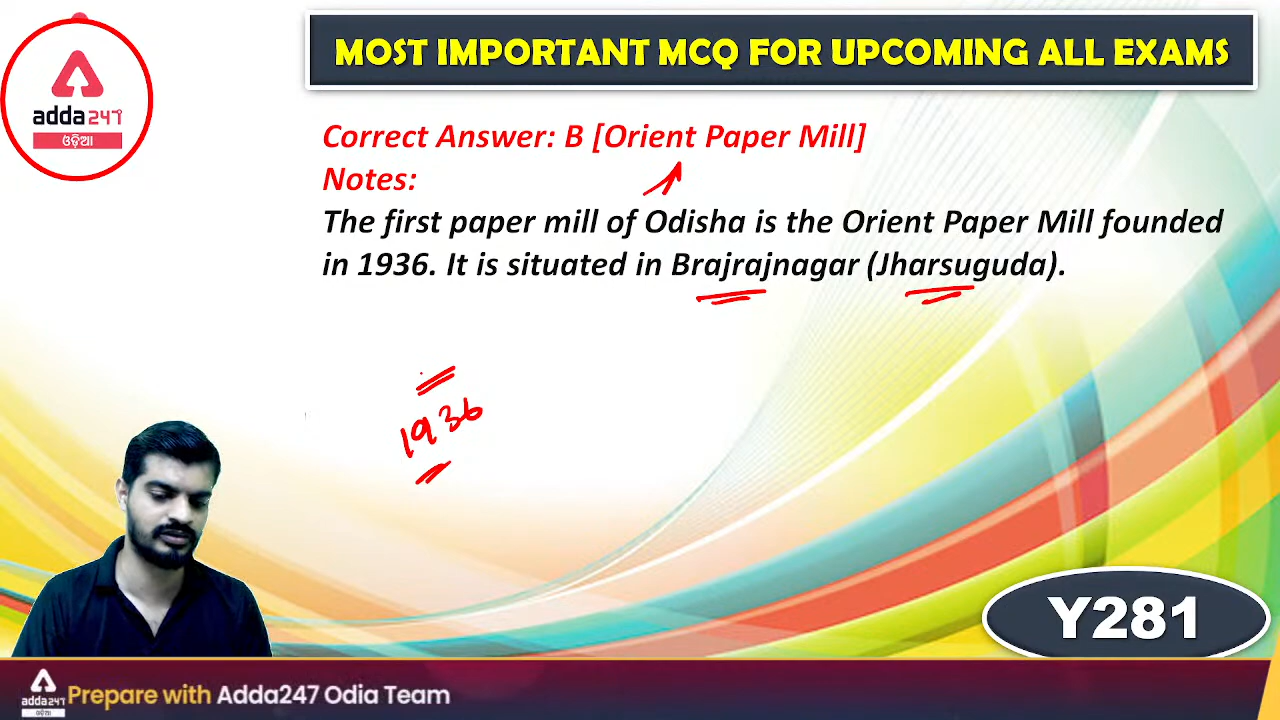 MOST IMPORTANT MCQ FOR UPCOMING ALL EXAMS
adda247
ଓଡ଼ିଆ
Correct Answer: B [Orient Paper Mill]
Notes:
The first paper mill of Odisha is the Orient Paper Mill founded
in 1936. It is situated in Brajrajnagar (Jharsuguda).
1936
Y281
adda247
ଓଡ଼ିଆ
Prepare with Adda247 Odia Team